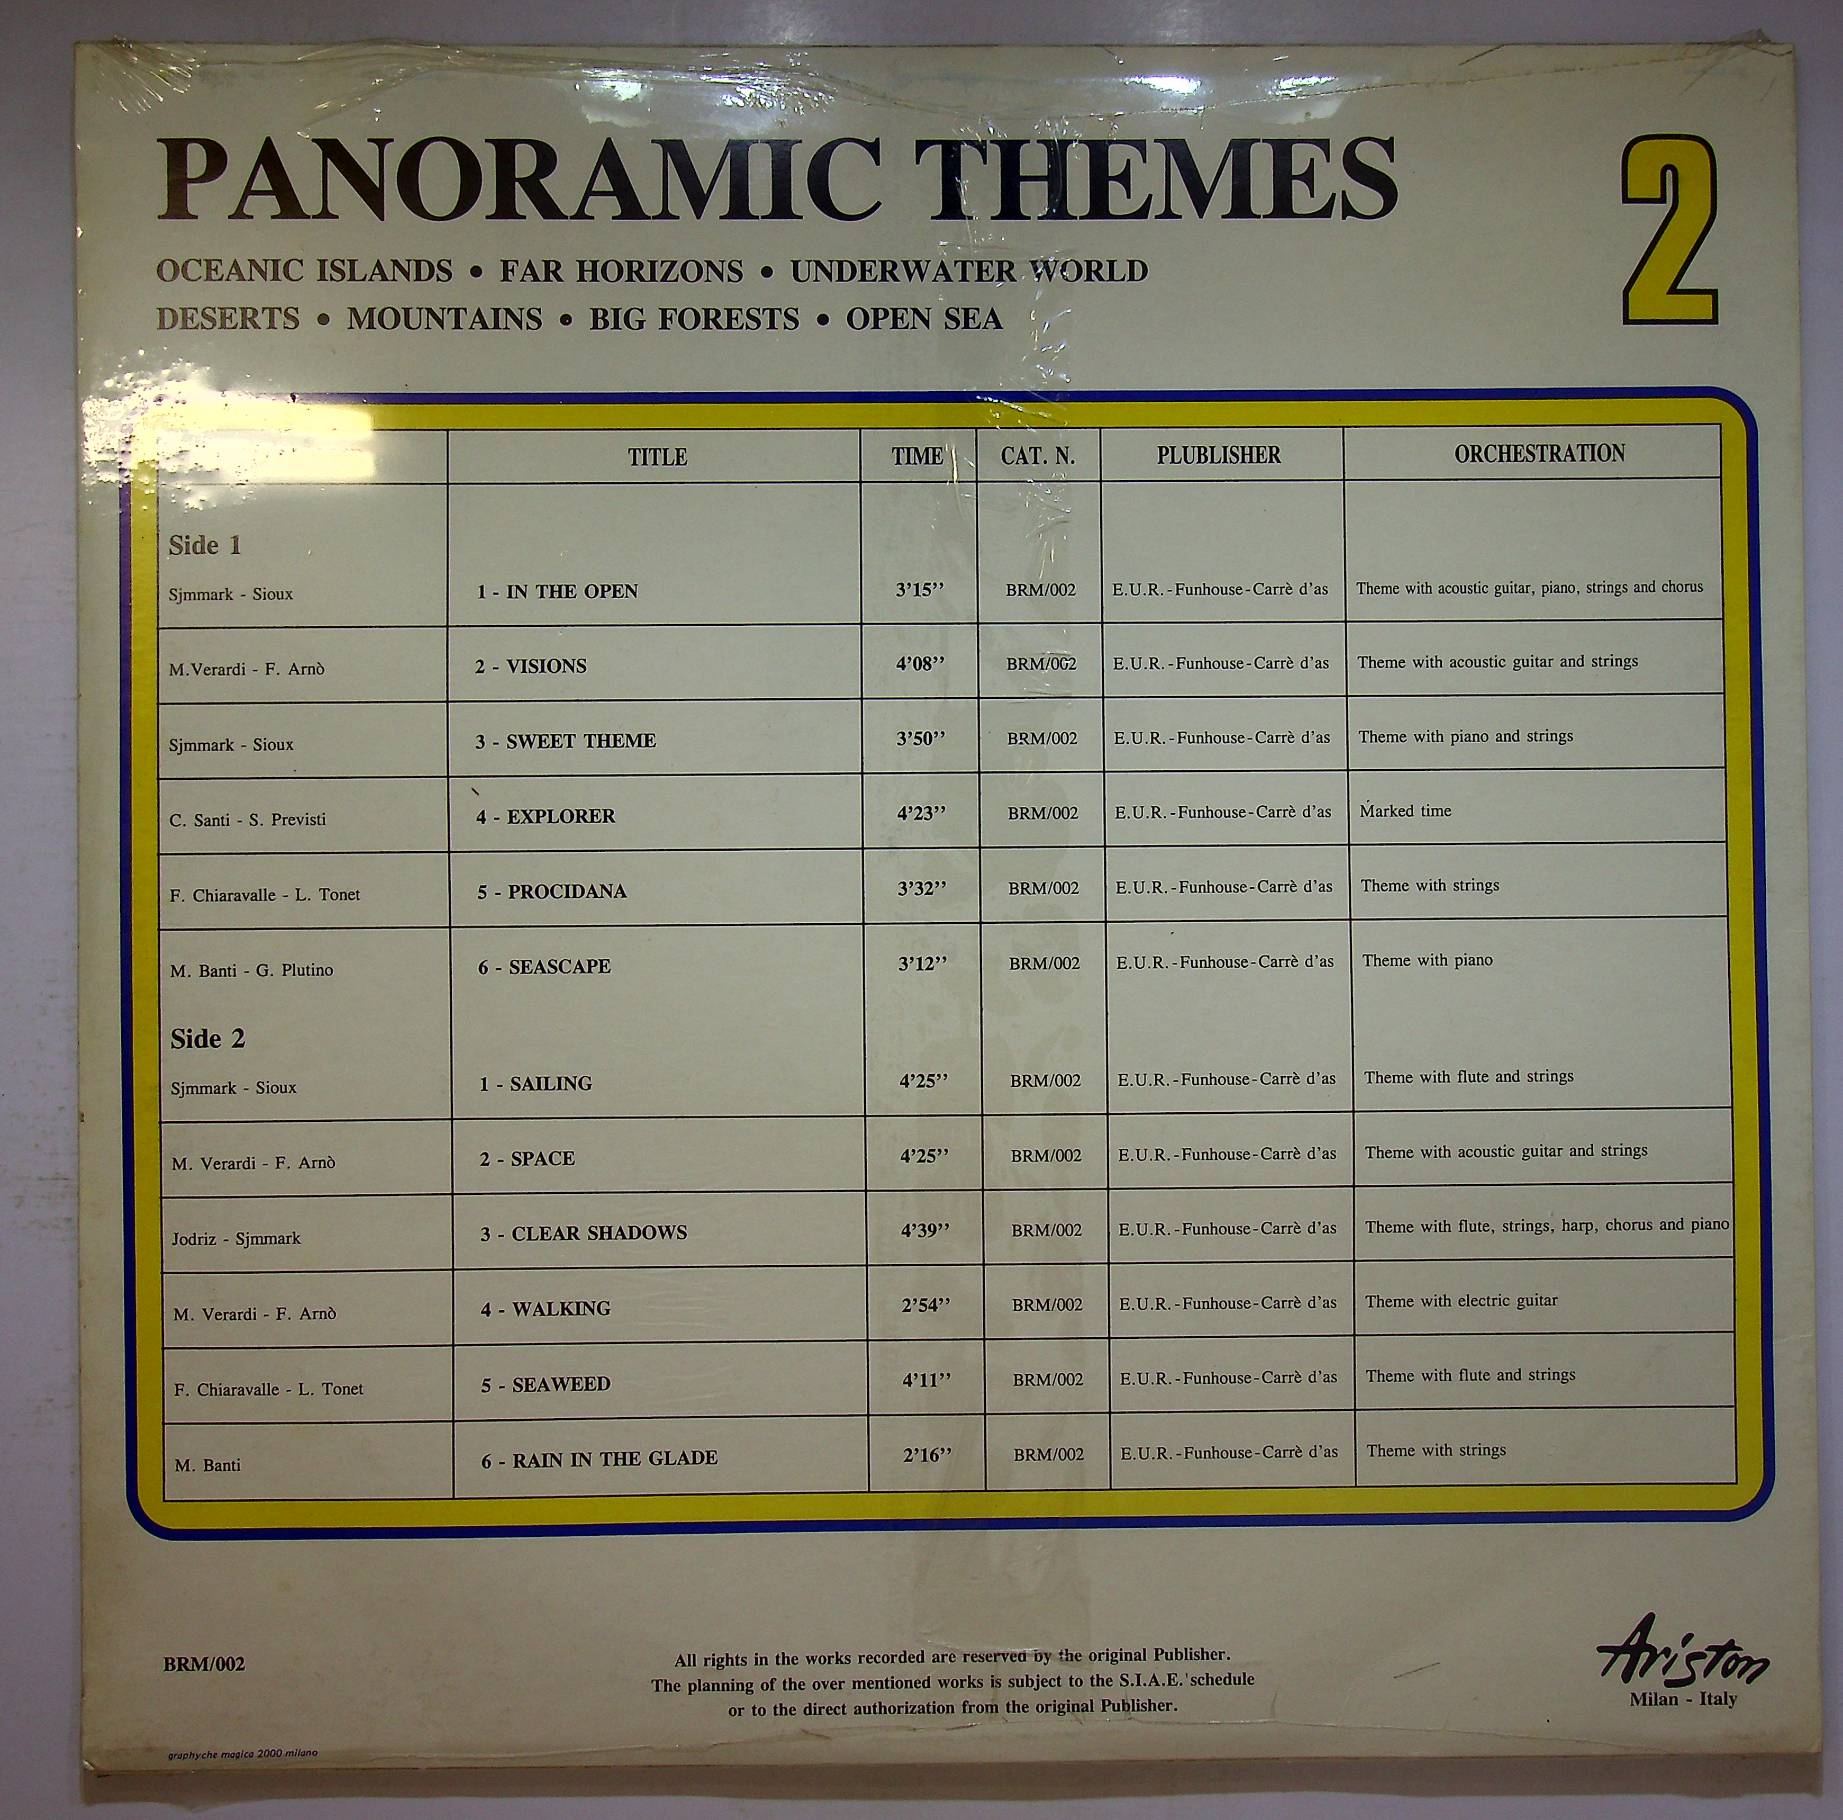 PANORAMIC THEMES 2
OCEANIC ISLANDS • FAR HORIZONS • UNDERWATER WORLD
DESERTS • MOUNTAINS • BIG FORESTS • OPEN SEA
TITLE TIME CAT. N. PLUBLISHER ORCHESTRATION
Side 1
Sjmmark - Sioux 1 - IN THE OPEN 3’15’’ BRM/002 E.U.R.-Funhouse-Carrè d’as Theme with acoustic guitar, piano, strings and chorus
M.Verardi - F. Arnò 2 - VISIONS 4’08’’ BRM/002 E.U.R.-Funhouse-Carrè d’as Theme with acoustic guitar and strings
Sjmmark - Sioux 3 - SWEET THEME 3’50’’ BRM/002 E.U.R.-Funhouse-Carrè d’as Theme with piano and strings
C. Santi - S. Previsti 4 - EXPLORER 4’23’’ BRM/002 E.U.R.-Funhouse-Carrè d’as Marked time
F. Chiaravalle - L. Tonet 5 - PROCIDANA 3’32’’ BRM/002 E.U.R.-Funhouse-Carrè d’as Theme with strings
M. Banti - G. Plutino 6 - SEASCAPE 3’12’’ BRM/002 E.U.R.-Funhouse-Carrè d’as Theme with piano
Side 2
Sjmmark - Sioux 1 - SAILING 4’25’’ BRM/002 E.U.R.-Funhouse-Carrè d’as Theme with flute and strings
M. Verardi - F. Arnò 2 - SPACE 4’25’’ BRM/002 E.U.R.-Funhouse-Carrè d’as Theme with acoustic guitar and strings
Jodriz - Sjmmark 3 - CLEAR SHADOWS 4’39’’ BRM/002 E.U.R.-Funhouse-Carrè d’as Theme with flute, strings, harp, chorus and piano
M. Verardi - F. Arnò 4 - WALKING 2’54’’ BRM/002 E.U.R.-Funhouse-Carrè d’as Theme with electric guitar
F. Chiaravalle - L. Tonet 5 - SEAWEED 4’11’’ BRM/002 E.U.R.-Funhouse-Carrè d’as Theme with flute and strings
M. Banti 6 - RAIN IN THE GLADE 2’16’’ BRM/002 E.U.R.-Funhouse-Carrè d’as Theme with strings
BRM/002
All rights in the works recorded are reserved by the original Publisher.
The planning of the over mentioned works is subject to the S.I.A.E. schedule
or to the direct authorization from the original Publisher.
Ariston
Milan - Italy
graphyche magica 2000 milano